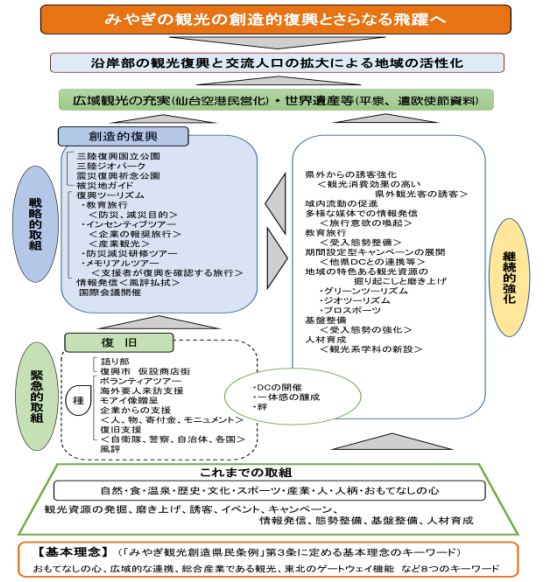 みやぎの観光の創造的復興とさらなる飛躍へ
沿岸部の観光復興と交流人口の拡大による地域の活性化
広域観光の充実(仙台空港民営化)・世界遺産等(平泉、遣欧使節資料)
戦略的取組
創造的復興
三陸復興国立公園
三陸ジオパーク
震災復興祈念公園
被災地ガイド
復興ツーリズム
・教育旅行
＜防災、減災目的＞
・インセンティブツアー
＜企業の報奨旅行＞
＜産業観光＞
・防災減災研修ツアー
・メモリアルツアー
＜支援者が復興を確認する旅行＞
情報発信＜風評払拭＞
国際会議開催
緊急的取組
復 旧
種
語り部
復興市 仮設商店街
ボランティアツアー
海外要人来訪支援
モアイ像贈呈
企業からの支援
＜人、物、寄付金、モニュメント＞
復旧支援
＜自衛隊、警察、自治体、各国＞
風評
継続的強化
県外からの誘客強化
＜観光消費効果の高い
県外観光客の誘客＞
域内流動の促進
多様な媒体での情報発信
＜旅行意欲の喚起＞
教育旅行
＜受入態勢整備＞
期間設定型キャンペーンの展開
＜他県DCとの連携等＞
地域の特色ある観光資源の
掘り起こしと磨き上げ
・グリーンツーリズム
・ジオツーリズム
・プロスポーツ
基盤整備
＜受入態勢の強化＞
人材育成
＜観光系学科の新設＞
・DCの開催
・一体感の醸成
・絆
これまでの取組
自然・食・温泉・歴史・文化・スポーツ・産業・人・人柄・おもてなしの心
観光資源の発掘、磨き上げ、誘客、イベント、キャンペーン、
情報発信、態勢整備、基盤整備、人材育成
【基本理念】（「みやぎ観光創造県民条例」第3条に定める基本理念のキーワード）
おもてなしの心、広域的な連携、総合産業である観光、東北のゲートウェイ機能 など8つのキーワード